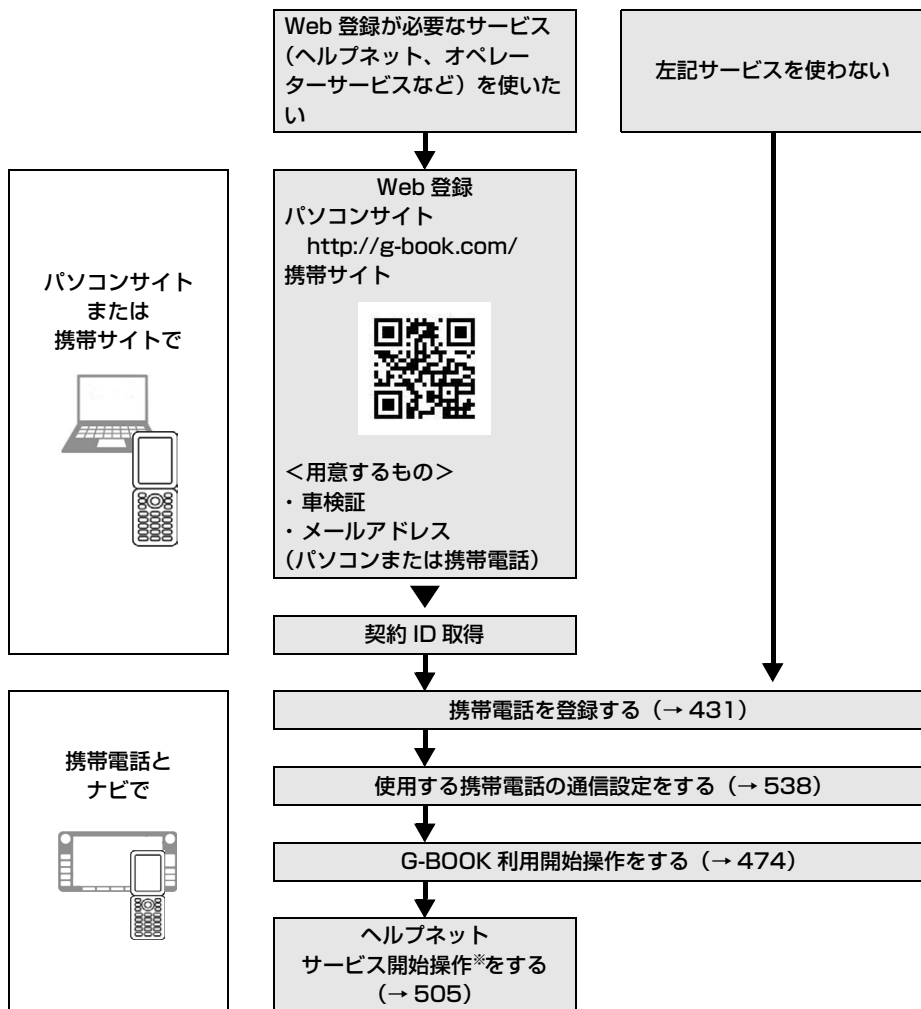 Web 登録が必要なサービス
（ヘルプネット、オペレー
ターサービスなど）を使いた
い
左記サービスを使わない
パソコンサイト
または
携帯サイトで
Web 登録
パソコンサイト
http://g-book.com/
携帯サイト
＜用意するもの＞
・車検証
・メールアドレス
（パソコンまたは携帯電話）
契約 ID 取得
携帯電話と
ナビで
携帯電話を登録する（→ 431）
使用する携帯電話の通信設定をする（→ 538）
G-BOOK 利用開始操作をする（→ 474）
ヘルプネット
サービス開始操作※をする
（→ 505）